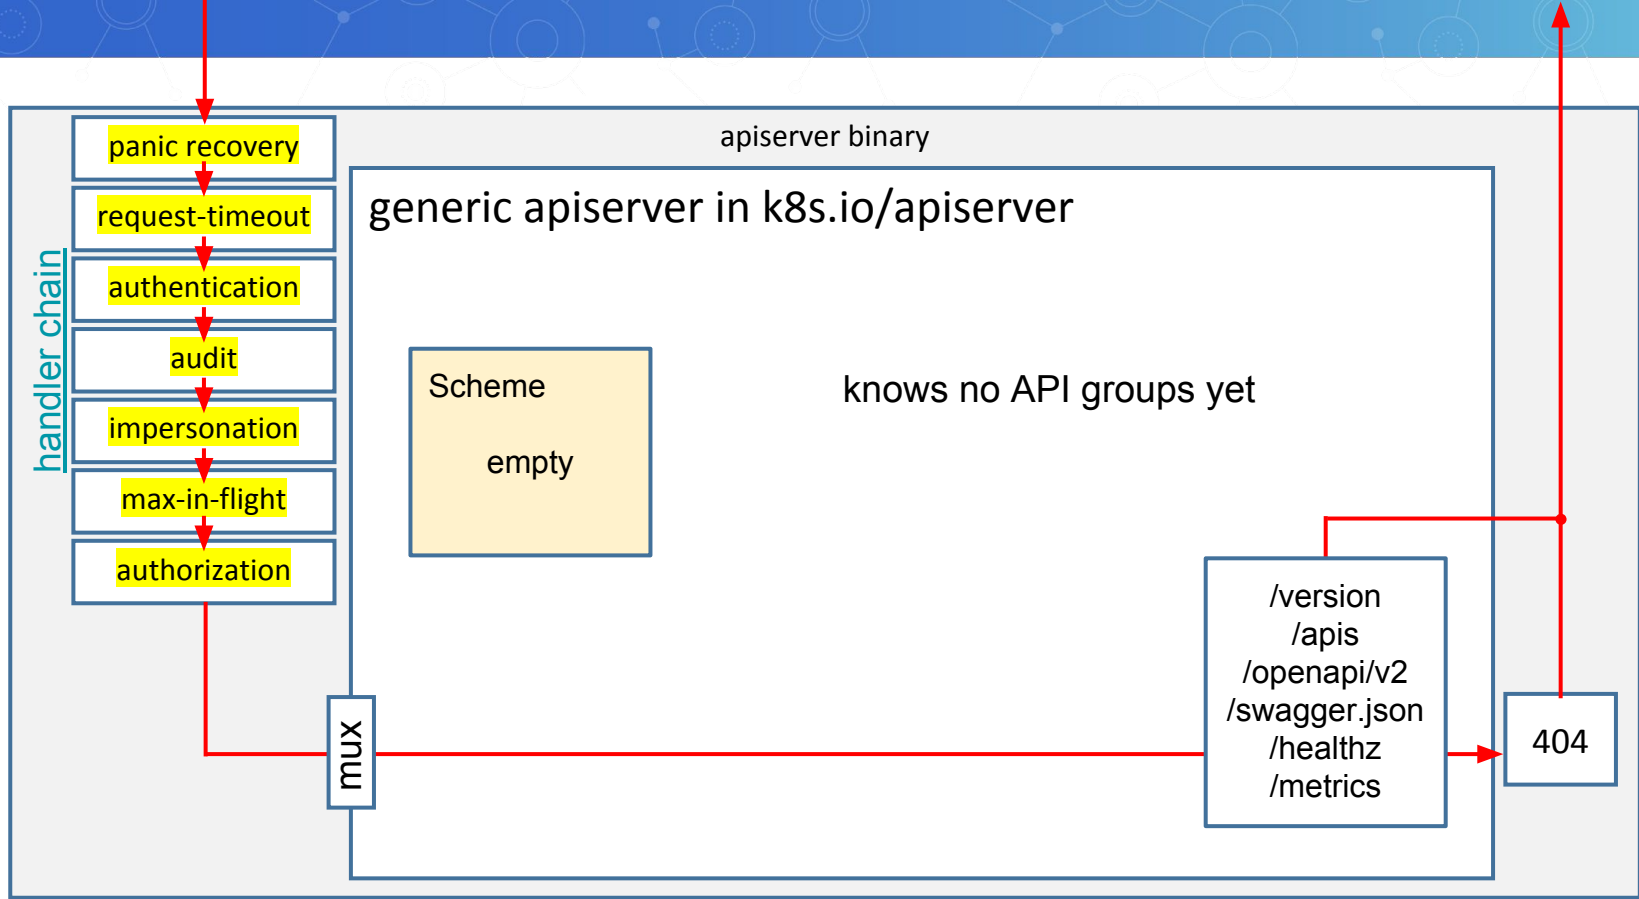 apiserver binary
handler chain
panic recovery
request-timeout
authentication
audit
impersonation
max-in-flight
authorization
generic apiserver in k8s.io/apiserver
Scheme
empty
knows no API groups yet
mux
/version
/apis
/openapi/v2
/swagger.json
/healthz
/metrics
404